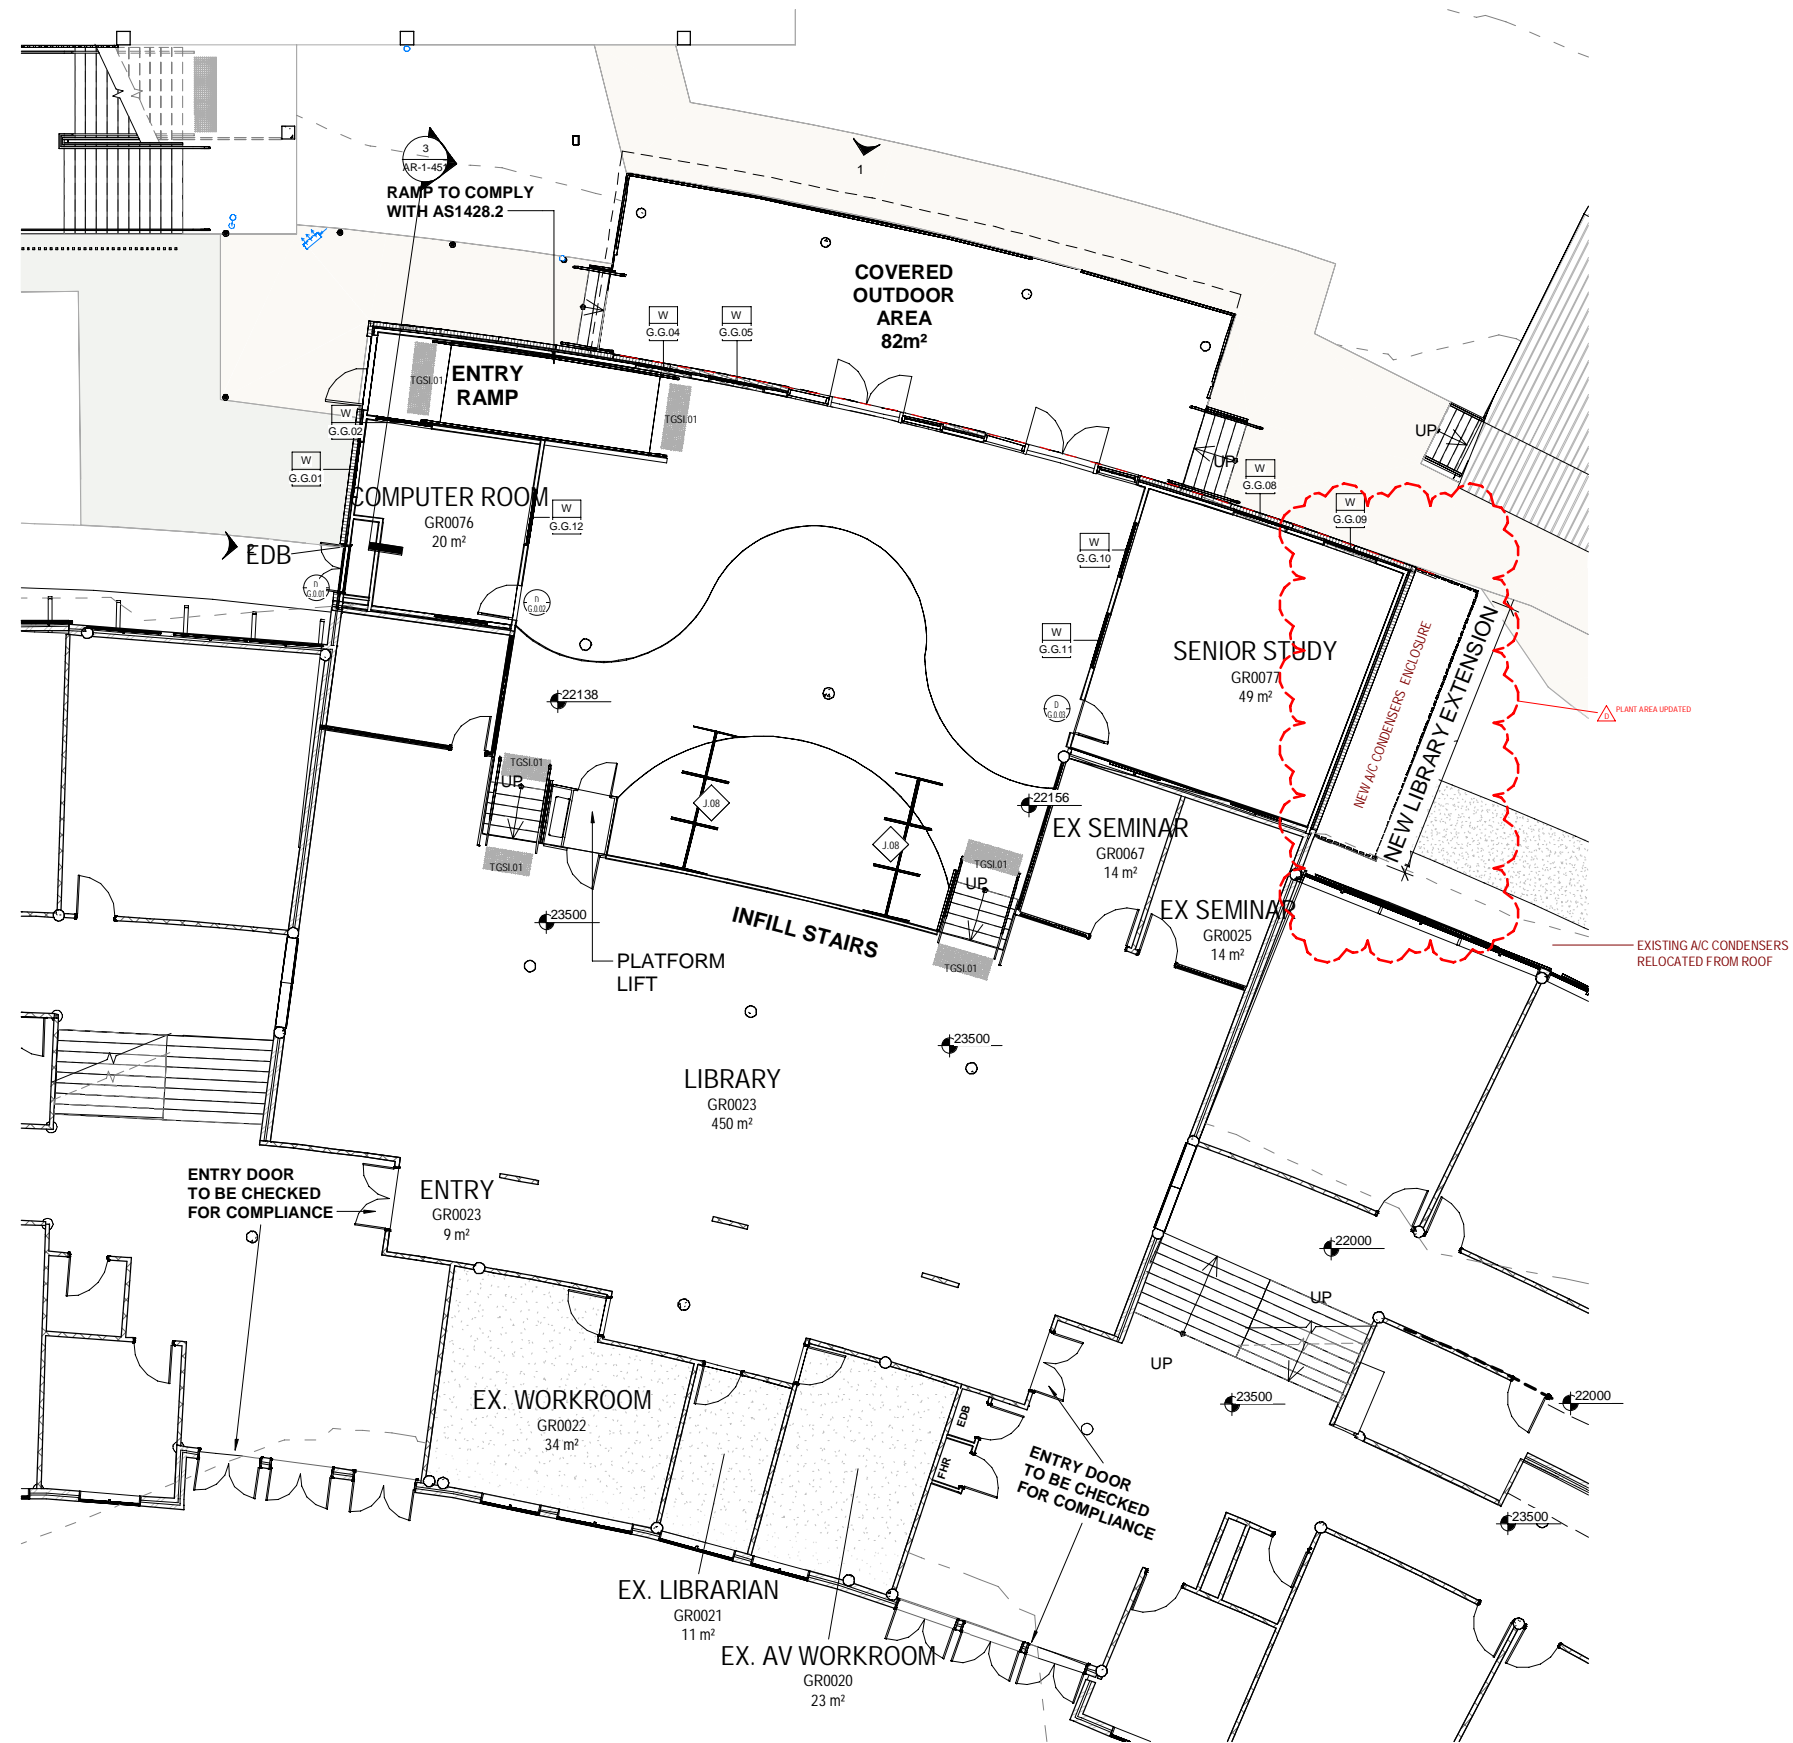 3
AR-1-451
RAMP TO COMPLY
WITH AS1428.2
1
COVERED
OUTDOOR
AREA
82m²
W
G.G.04
W
G.G.05
ENTRY
RAMP
TGSI.01
TGSI.01
W
G.G.02
W
G.G.01
COMPUTER ROOM
GR0076
20 m²
W
G.G.12
EDB
D
G.0.01
D
G.0.02
UP
UP
W
G.G.08
W
G.G.09
W
G.G.10
W
G.G.11
SENIOR STUDY
GR0077
49 m²
D
G.0.03
NEW A/C CONDENSERS ENCLOSURE
NEW LIBRARY EXTENSION
D
PLANT AREA UPDATED
22138
TGSI.01
UP
TGSI.01
J.08
J.08
22156
EX SEMINAR
GR0067
14 m²
TGSI.01
UP
TGSI.01
EX SEMINAR
GR0025
14 m²
23500
INFILL STAIRS
PLATFORM
LIFT
EXISTING A/C CONDENSERS
RELOCATED FROM ROOF
23500
LIBRARY
GR0023
450 m²
ENTRY DOOR
TO BE CHECKED
FOR COMPLIANCE
ENTRY
GR0023
9 m²
22000
UP
UP
23500
22000
EX. WORKROOM
GR0022
34 m²
EDB
FHR
ENTRY DOOR
TO BE CHECKED
FOR COMPLIANCE
23500
EX. LIBRARIAN
GR0021
11 m²
EX. AV WORKROOM
GR0020
23 m²